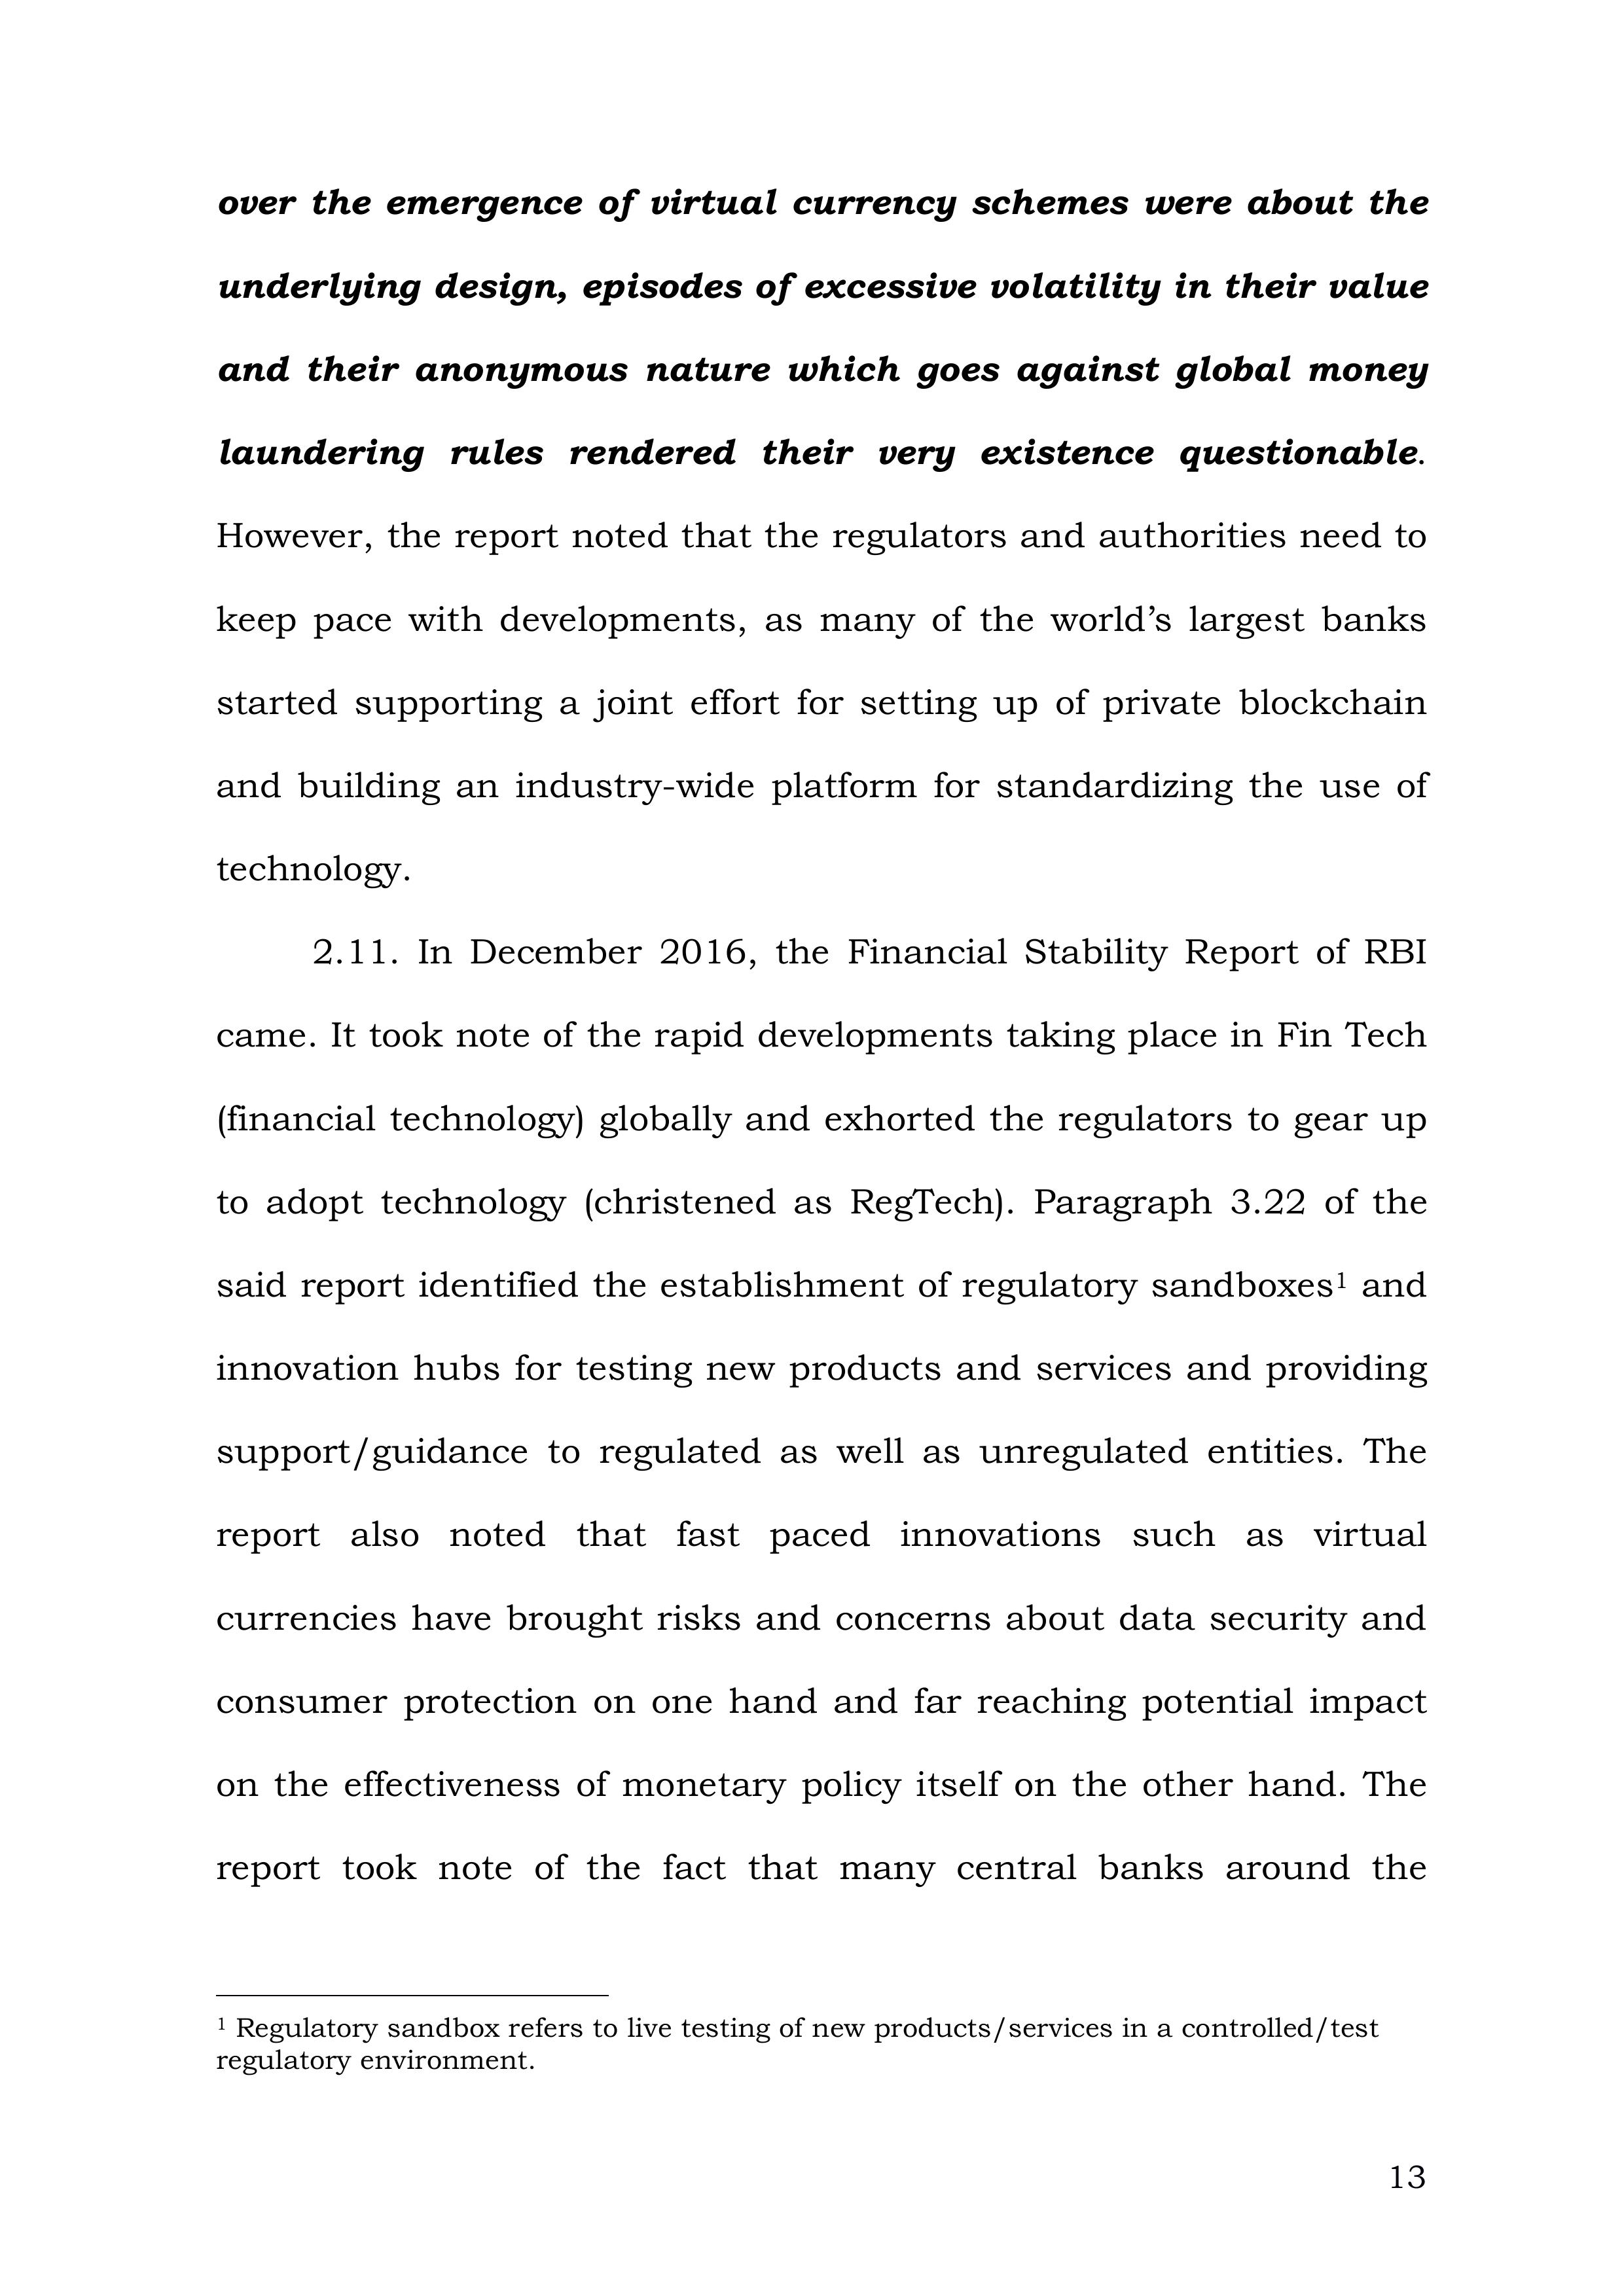 over the emergence of virtual currency schemes were about the
underlying design, episodes of excessive volatility in their value
and their anonymous nature which goes against global money
laundering rules rendered their very existence questionable.
However, the report noted that the regulators and authorities need to
keep pace with developments, as many of the world’s largest banks
started supporting a joint effort for setting up of private blockchain
and building an industry-wide platform for standardizing the use of
technology.
2.11. In December 2016, the Financial Stability Report of RBI
came. It took note of the rapid developments taking place in Fin Tech
(financial technology) globally and exhorted the regulators to gear up
to adopt technology (christened as RegTech). Paragraph 3.22 of the
said report identified the establishment of regulatory sandboxes¹ and
innovation hubs for testing new products and services and providing
support/guidance to regulated as well as unregulated entities. The
report also noted that fast paced innovations such as virtual
currencies have brought risks and concerns about data security and
consumer protection on one hand and far reaching potential impact
on the effectiveness of monetary policy itself on the other hand. The
report took note of the fact that many central banks around the
¹ Regulatory sandbox refers to live testing of new products/services in a controlled/test
regulatory environment.
13